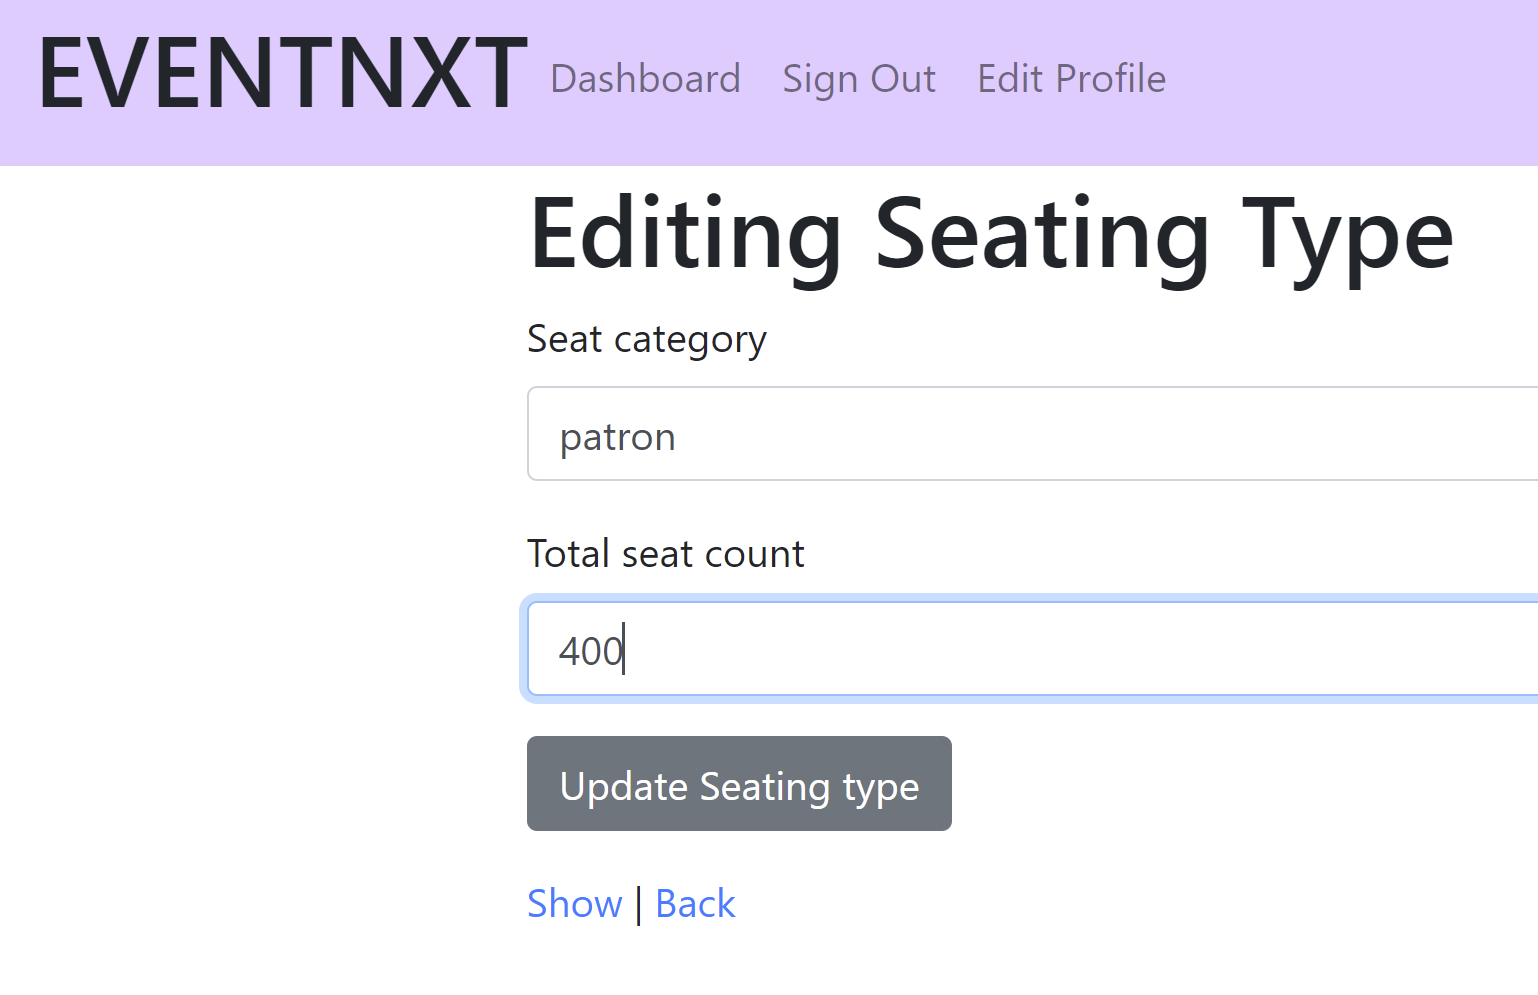 EVENTNXT Dashboard Sign Out Edit Profile
Editing Seating Type
Seat category
patron
Total seat count
400
Update Seating type
Show | Back